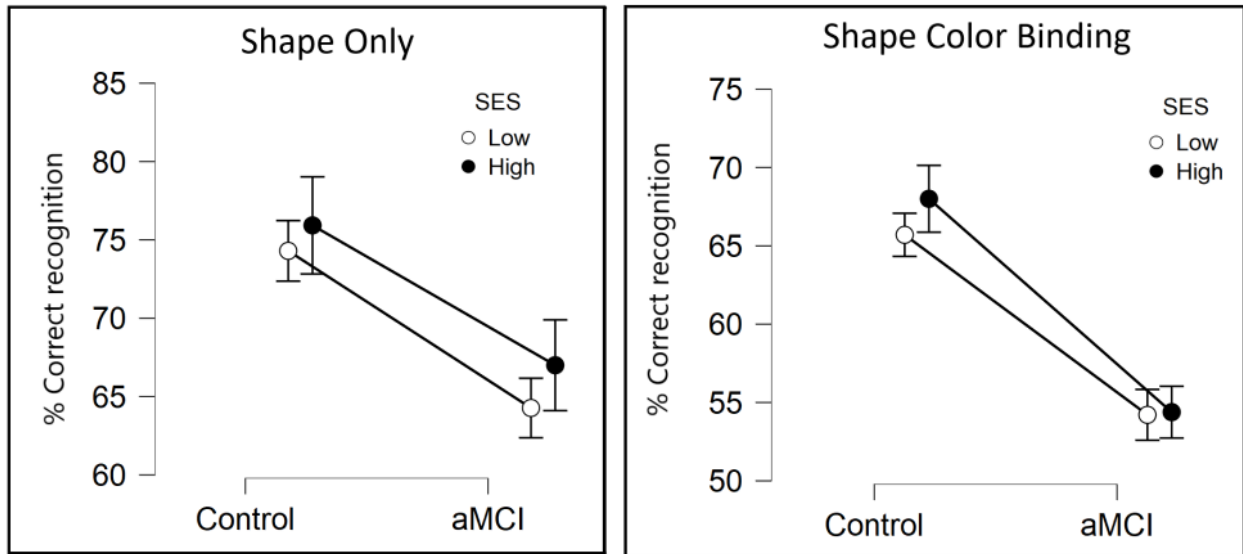 Shape Only
85
80
75
70
65
60
% Correct recognition
SES
Low
High
Control
aMCI
Shape Color Binding
75
70
65
60
55
50
% Correct recognition
SES
Low
High
Control
aMCI